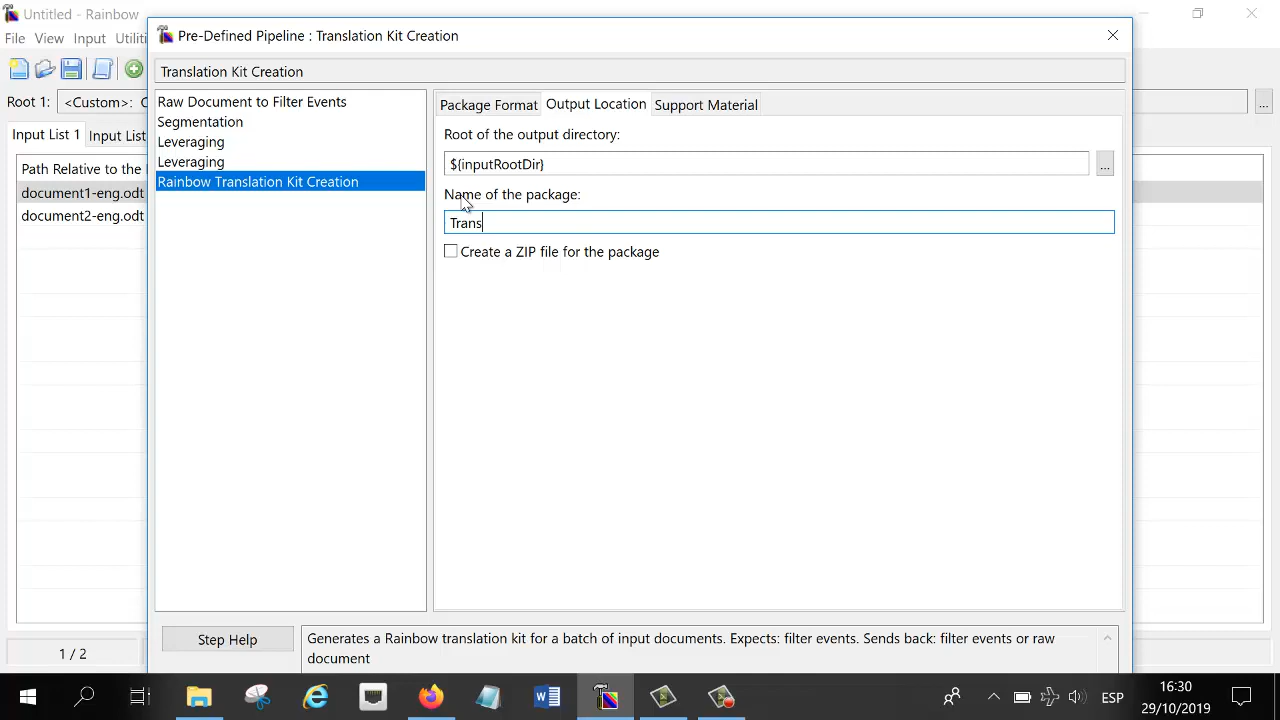 Untitled - Rainbow
File View Input Utiliti
Root 1: <Custom>: C
Input List 1 Input List
Path Relative to the
document1-eng.odt
document2-eng.odt
1 / 2
Pre-Defined Pipeline : Translation Kit Creation
Translation Kit Creation
Raw Document to Filter Events
Segmentation
Leveraging
Leveraging
Rainbow Translation Kit Creation
Package Format Output Location Support Material
Root of the output directory:
${inputRootDir}
...
Name of the package:
Trans
Create a ZIP file for the package
Step Help
Generates a Rainbow translation kit for a batch of input documents. Expects: filter events. Sends back: filter events or raw
document
...
ESP
16:30
29/10/2019